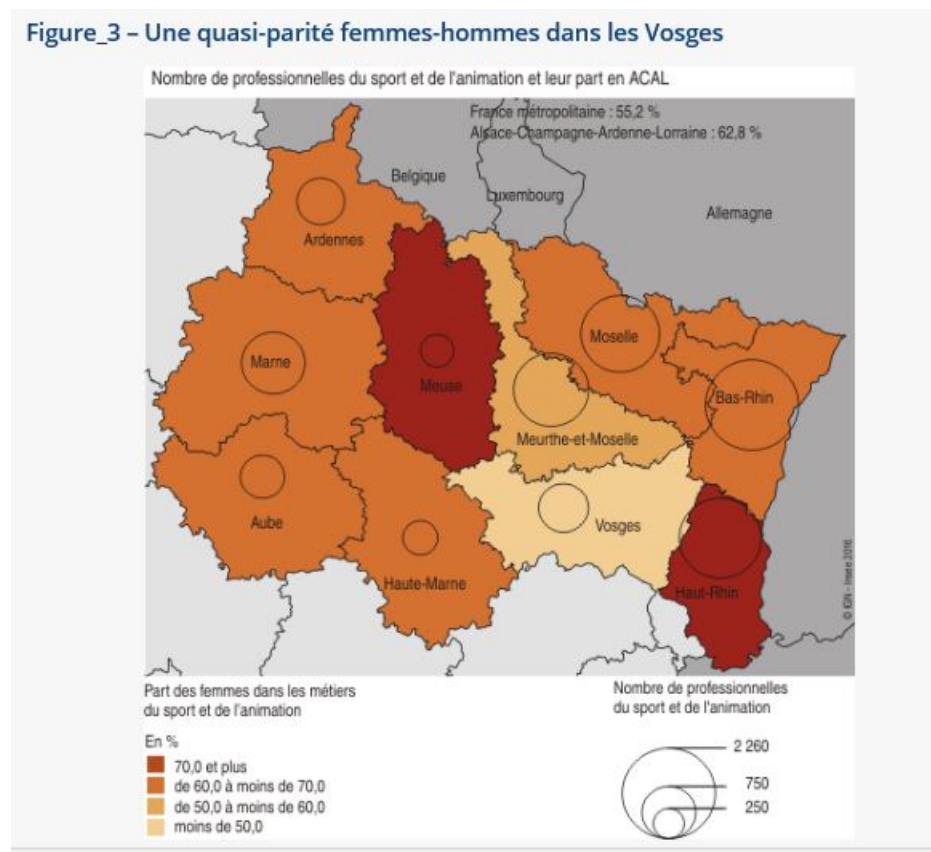 Figure_3 – Une quasi-parité femmes-hommes dans les Vosges
Nombre de professionnelles du sport et de l'animation et leur part en ACAL
France métropolitaine : 55,2 %
Alsace-Champagne-Ardenne-Lorraine : 62,8 %
Belgique
Luxembourg
Allemagne
Ardennes
Moselle
Marne
Meuse
Bas-Rhin
Meurthe-et-Moselle
Aube
Vosges
Haute-Marne
Haut-Rhin
© IGN - Insee 2016
Part des femmes dans les métiers
du sport et de l'animation
En %
70,0 et plus
de 60,0 à moins de 70,0
de 50,0 à moins de 60,0
moins de 50,0
Nombre de professionnelles
du sport et de l'animation
2 260
750
250